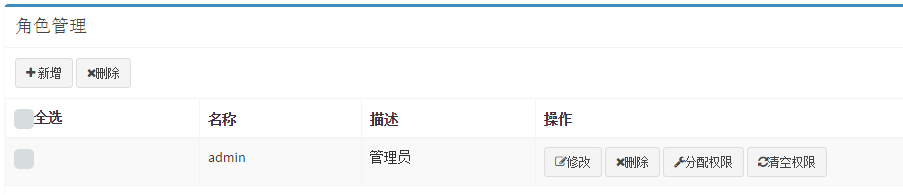 角色管理
新增 删除
全选 名称 描述 操作
admin 管理员 修改 删除 分配权限 清空权限